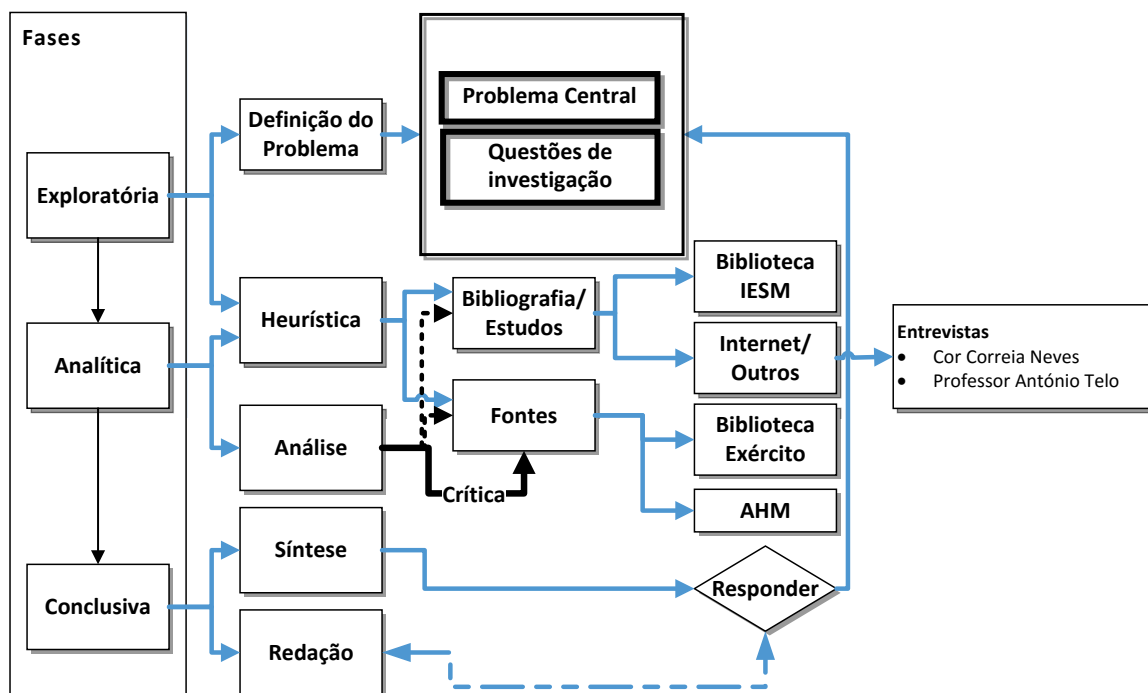 Fases
Exploratória
Analítica
Conclusiva
Definição do
Problema
Heurística
Análise
Síntese
Redação
Problema Central
Questões de
investigação
Bibliografia/
Estudos
Fontes
Crítica
Biblioteca
IESM
Internet/
Outros
Biblioteca
Exército
AHM
Responder
Entrevistas
• Cor Correia Neves
• Professor António Telo